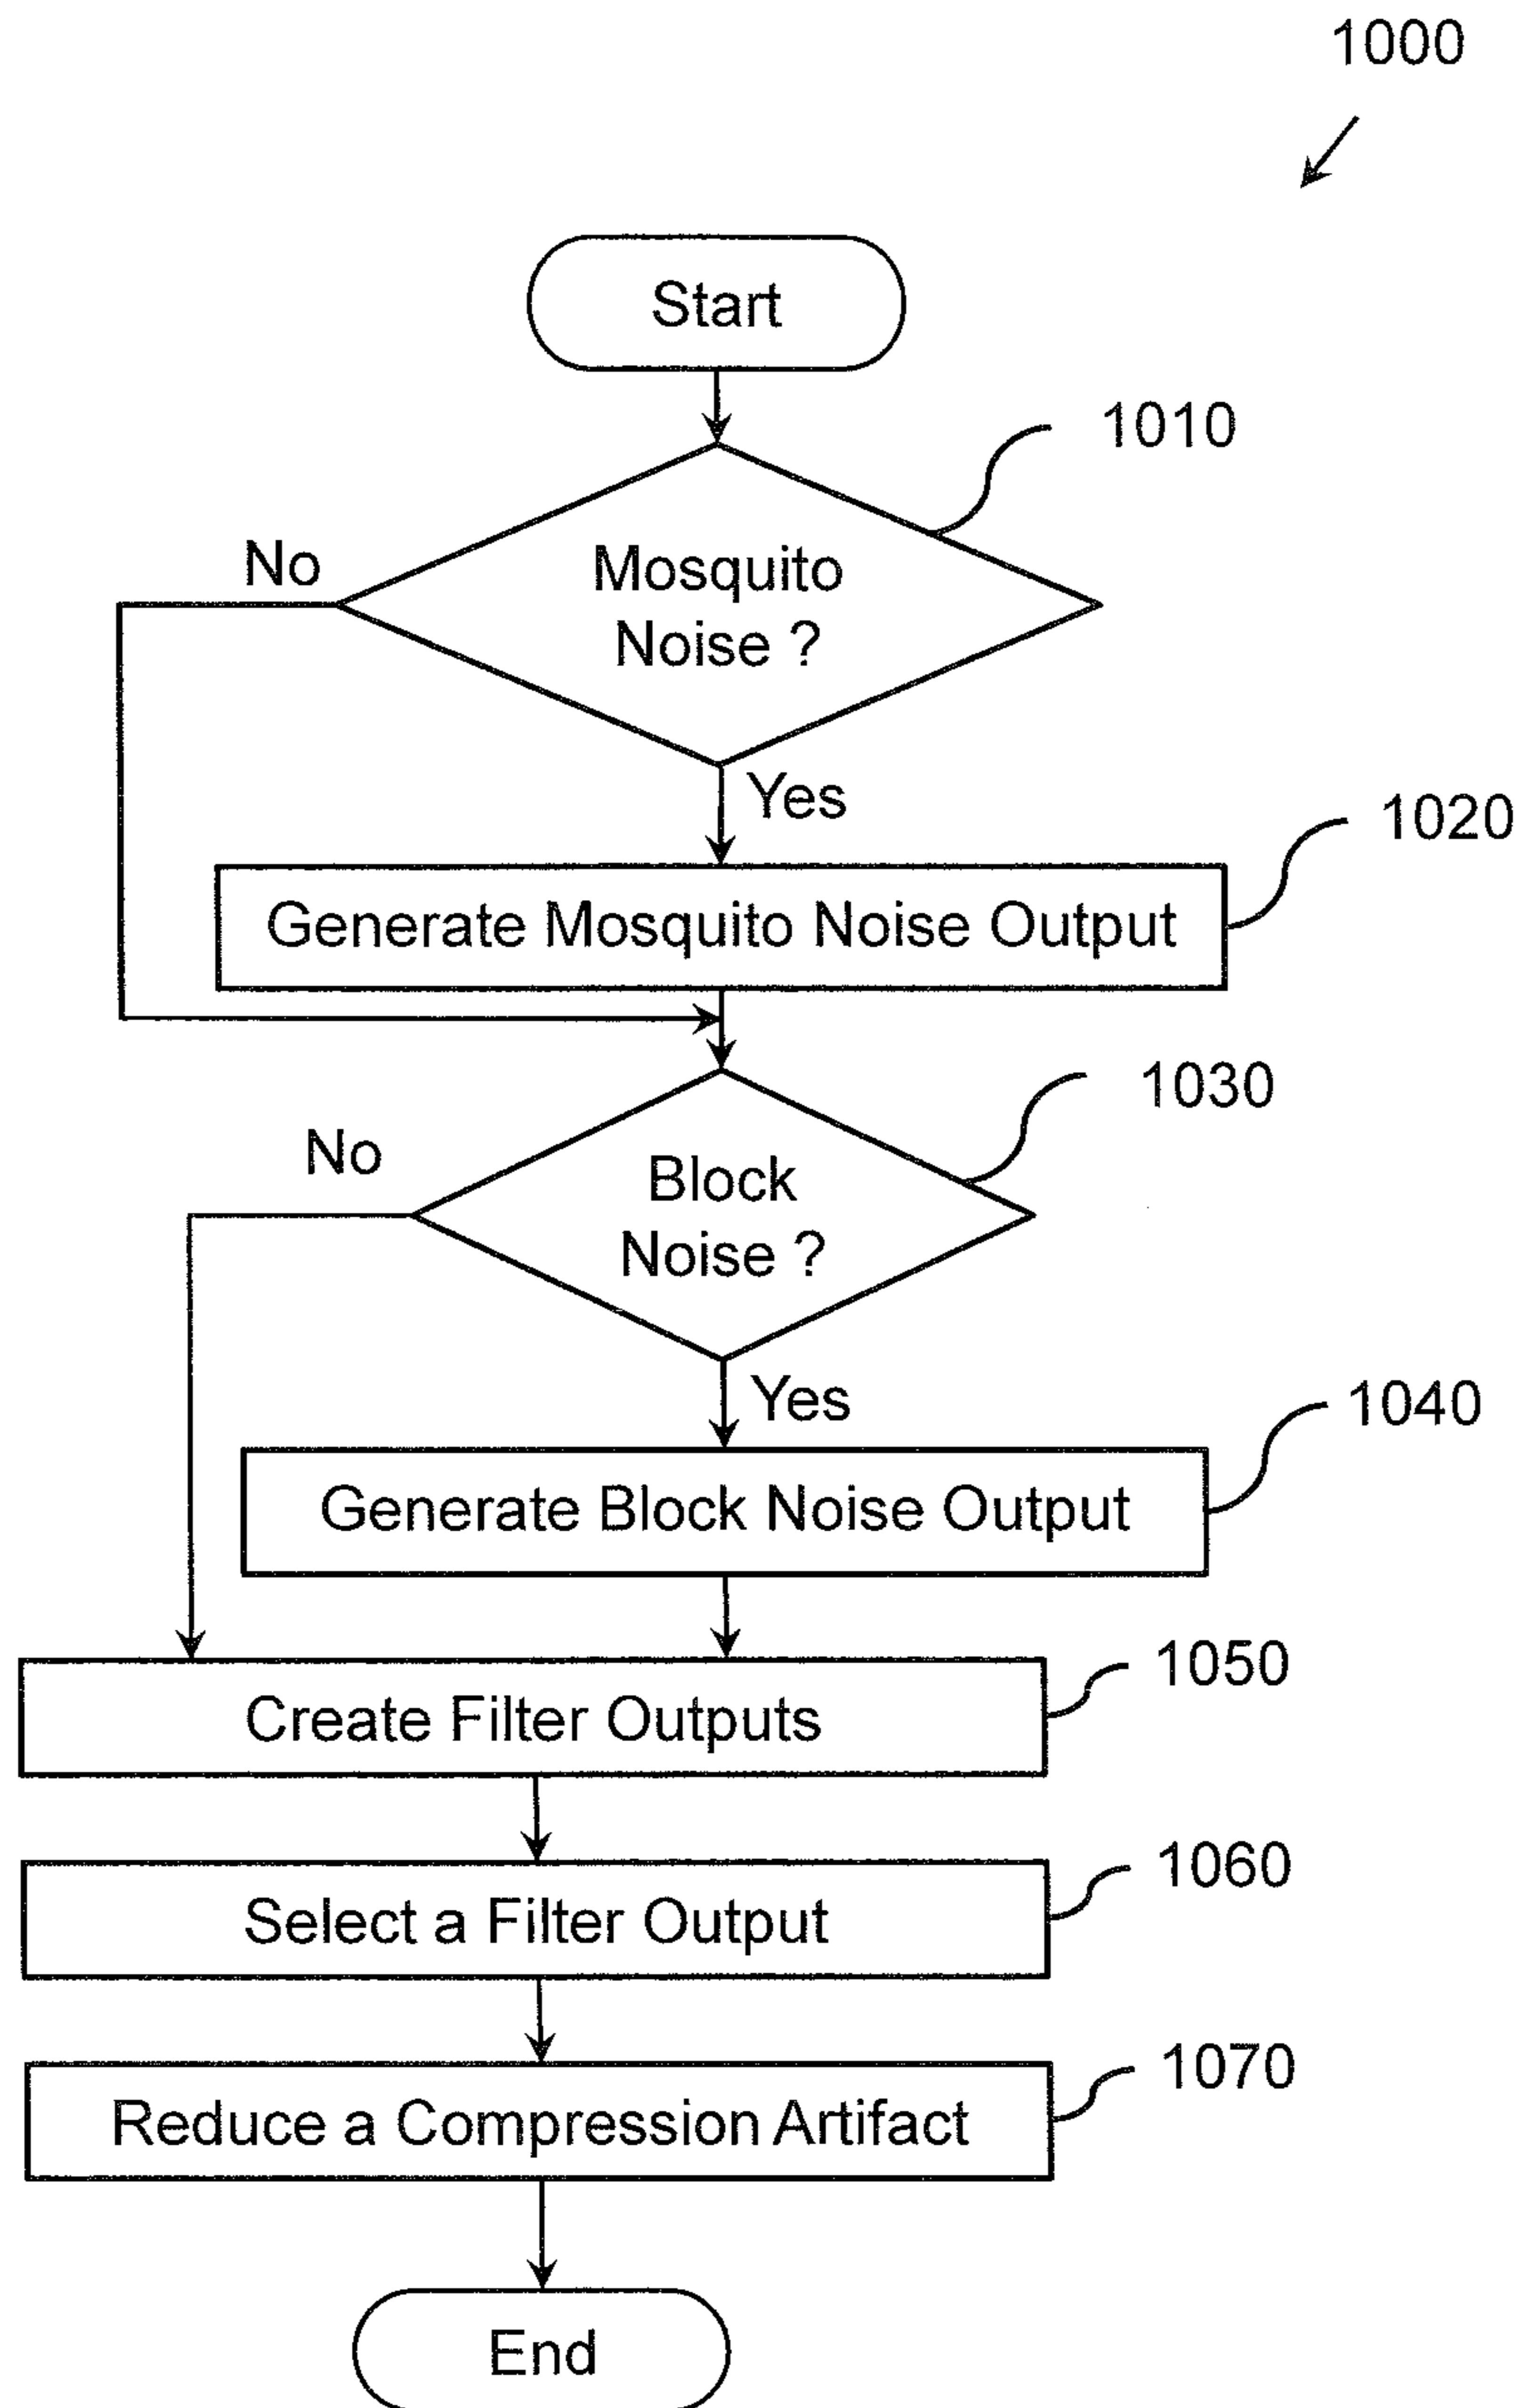 1000
Start
1010
No
Mosquito
Noise ?
Yes
1020
Generate Mosquito Noise Output
1030
No
Block
Noise ?
Yes
1040
Generate Block Noise Output
1050
Create Filter Outputs
1060
Select a Filter Output
1070
Reduce a Compression Artifact
End